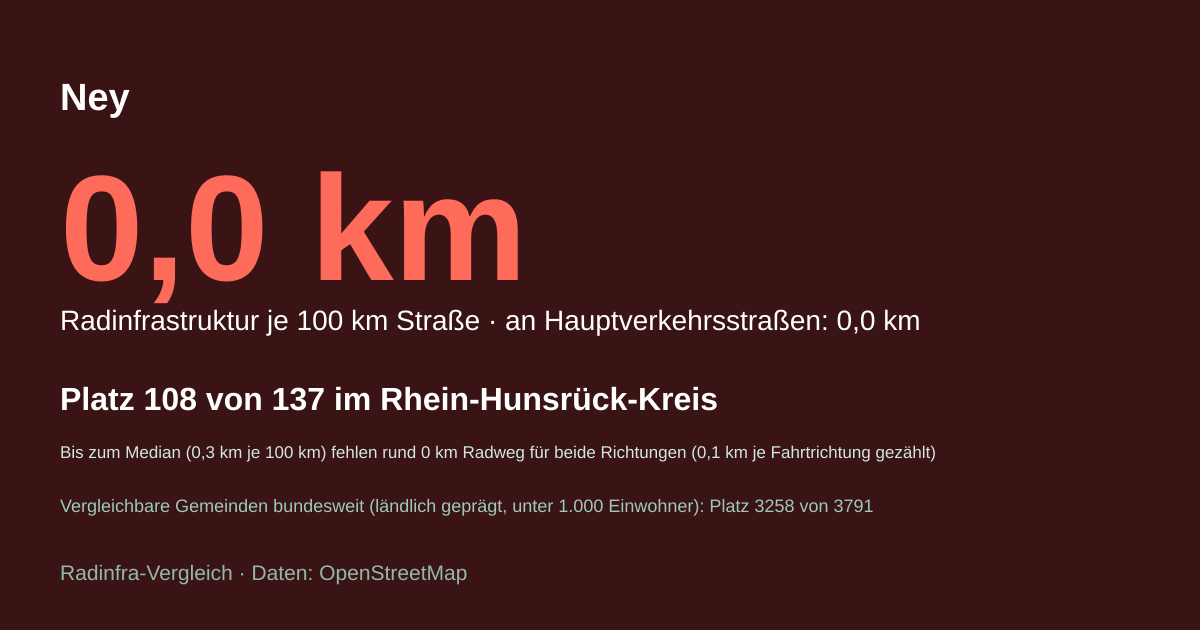 Ney
0,0 km
Radinfrastruktur je 100 km Straße · an Hauptverkehrsstraßen: 0,0 km
Platz 108 von 137 im Rhein-Hunsrück-Kreis
Bis zum Median (0,3 km je 100 km) fehlen rund 0 km Radweg für beide Richtungen (0,1 km je Fahrtrichtung gezählt)
Vergleichbare Gemeinden bundesweit (ländlich geprägt, unter 1.000 Einwohner): Platz 3258 von 3791
Radinfra-Vergleich · Daten: OpenStreetMap